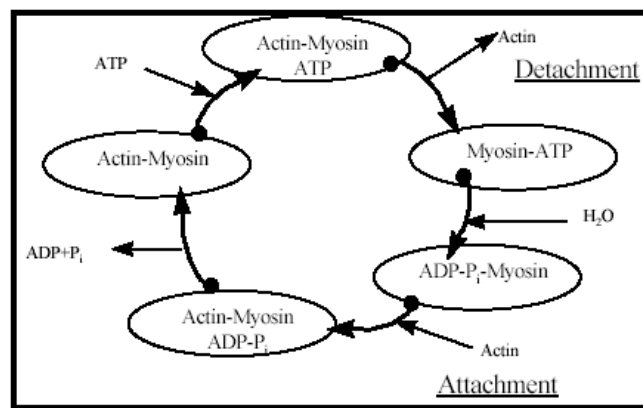 Actin-Myosin
ATP
ATP
Actin
Detachment
Actin-Myosin
Myosin-ATP
H₂O
ADP+Pᵢ
ADP-Pᵢ-Myosin
Actin-Myosin
ADP-Pᵢ
Actin
Attachment